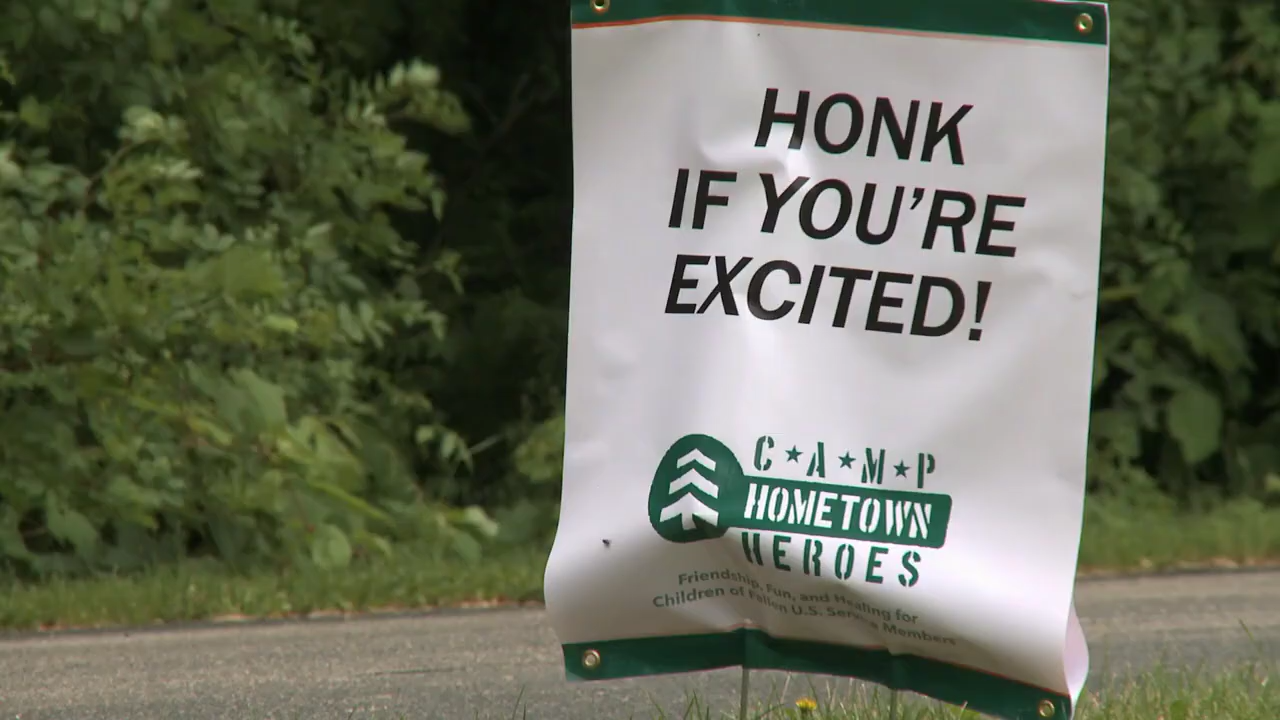 HONK
IF YOU'RE
EXCITED!
C★A★M★P
HOMETOWN
HEROES
Friendship, Fun, and Healing for
Children of Fallen U.S. Service Members